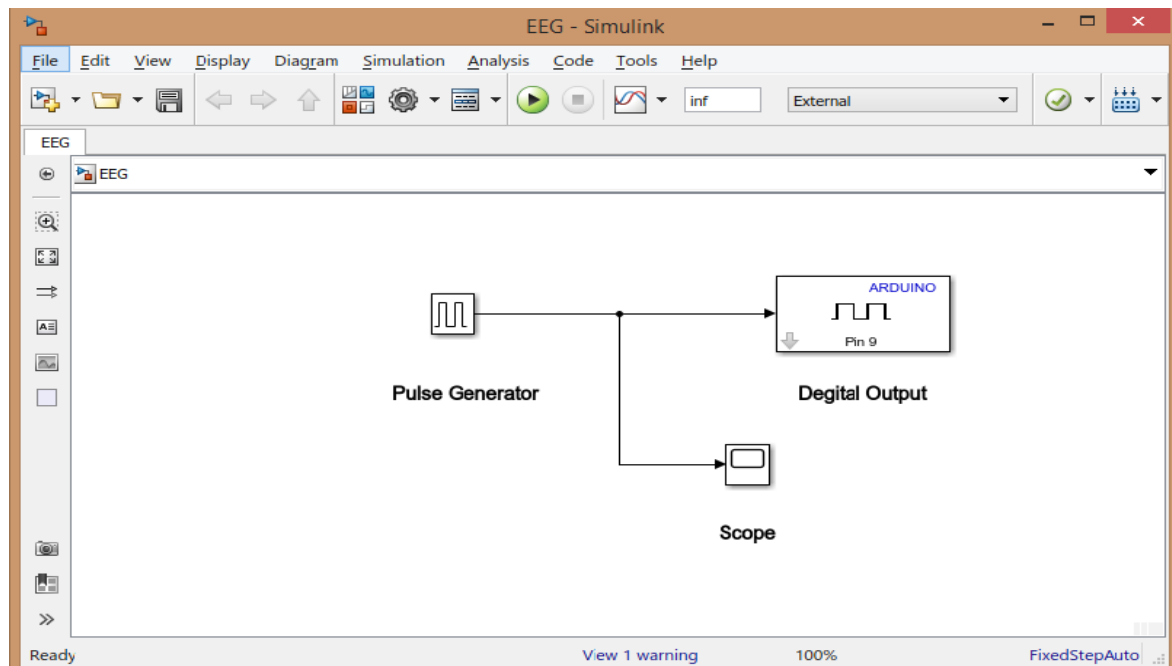 EEG - Simulink
File Edit View Display Diagram Simulation Analysis Code Tools Help
inf External
EEG
EEG
ARDUINO
Pin 9
Pulse Generator Degital Output
Scope
Ready View 1 warning 100% FixedStepAuto